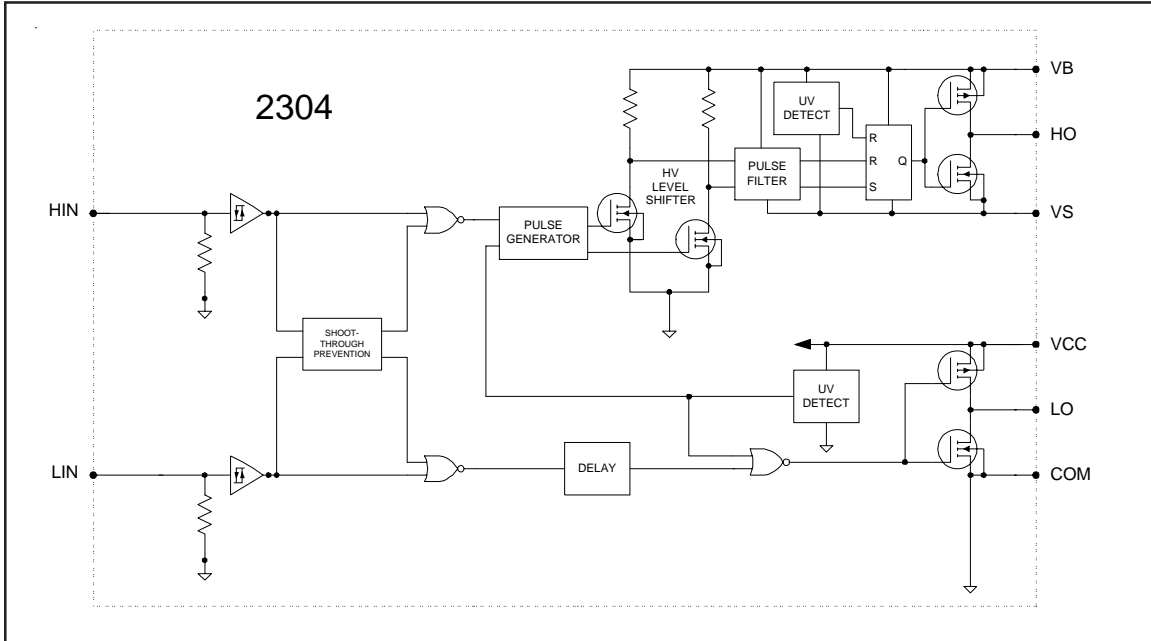 2304
VB
HO
VS
HIN
LIN
VCC
LO
COM
UV
DETECT
R
R
S
Q
PULSE
FILTER
HV
LEVEL
SHIFTER
PULSE
GENERATOR
SHOOT-
THROUGH
PREVENTION
UV
DETECT
DELAY